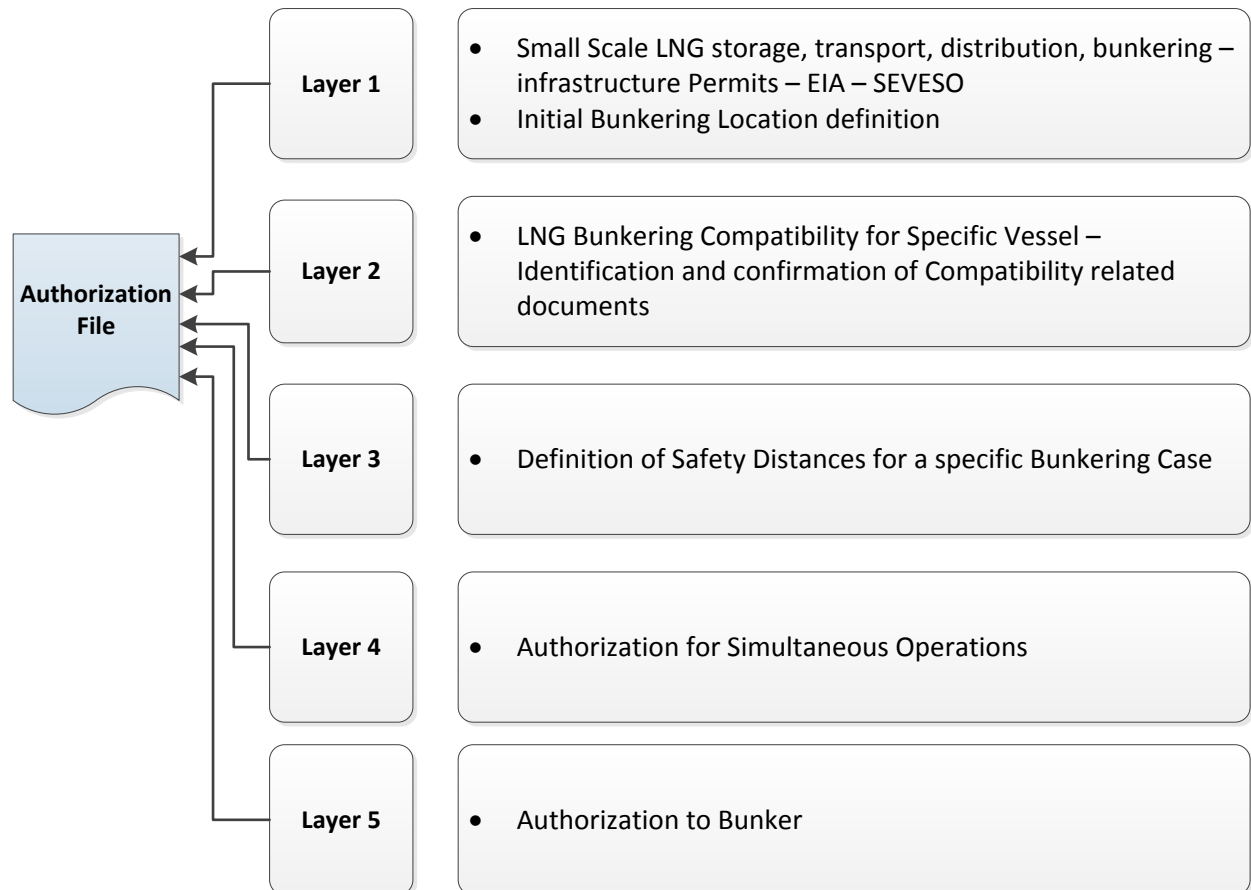 Layer 1
• Small Scale LNG storage, transport, distribution, bunkering –
infrastructure Permits – EIA – SEVESO
• Initial Bunkering Location definition
Authorization
File
Layer 2
• LNG Bunkering Compatibility for Specific Vessel –
Identification and confirmation of Compatibility related
documents
Layer 3
• Definition of Safety Distances for a specific Bunkering Case
Layer 4
• Authorization for Simultaneous Operations
Layer 5
• Authorization to Bunker